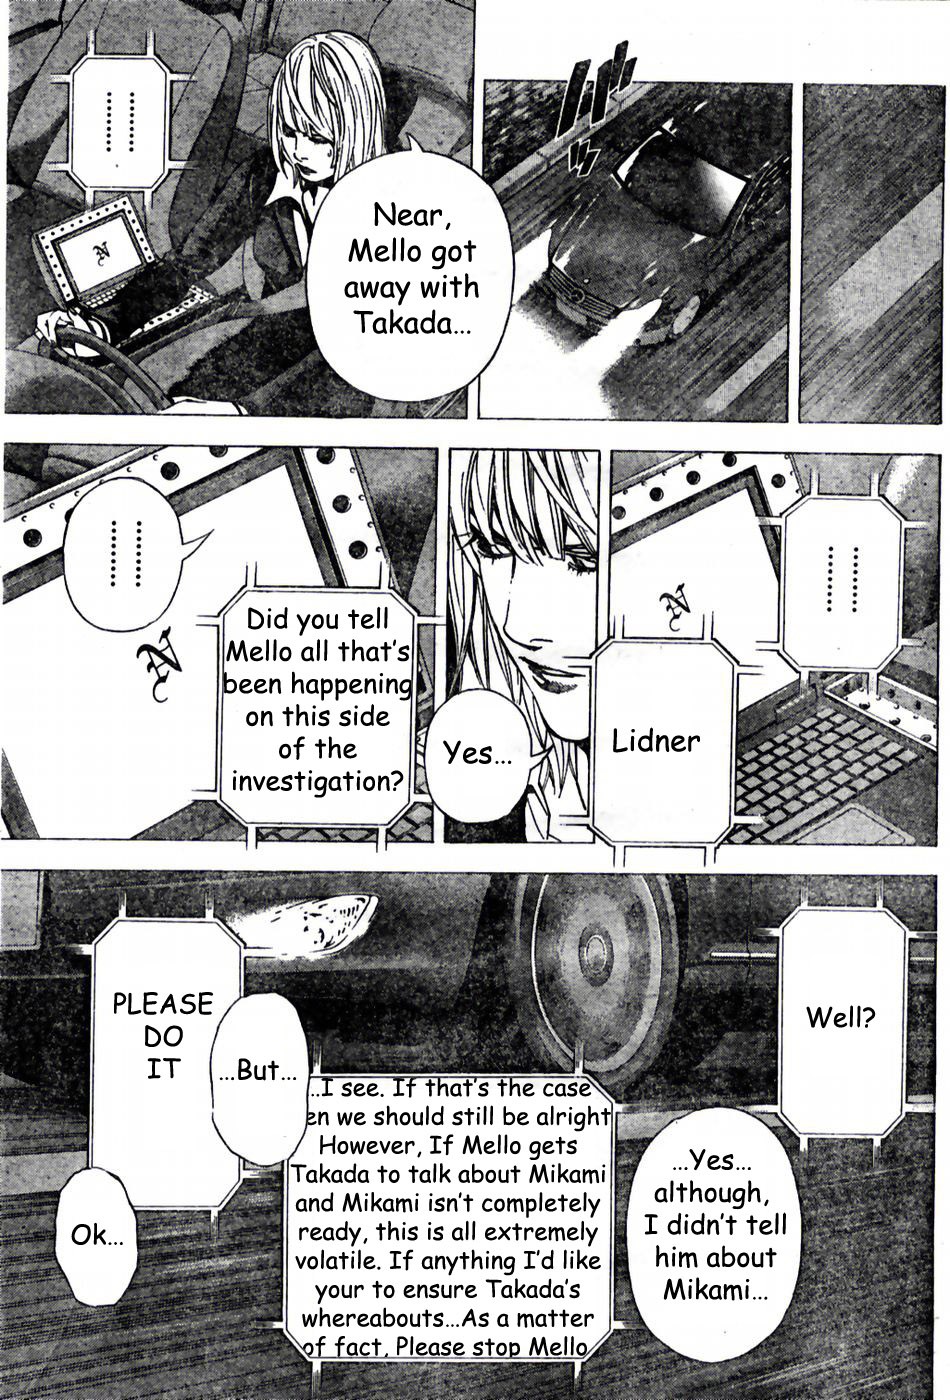 Near,
Mello got
away with
Takada...
N
N
Lidner
Yes...
Did you tell
Mello all that's
been happening
on this side
of the
investigation?
N
Well?
...Yes...
although,
I didn't tell
him about
Mikami...
..I see. If that's the case
en we should still be alright
However, If Mello gets
Takada to talk about Mikami
and Mikami isn't completely
ready, this is all extremely
volatile. If anything I'd like
your to ensure Takada's
whereabouts...As a matter
of fact, Please stop Mello
...But...
PLEASE
DO
IT
Ok...